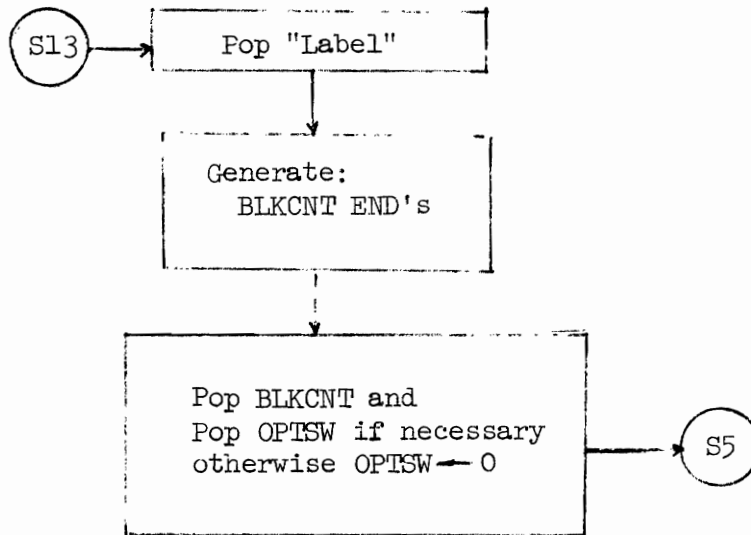 S13
Pop "Label"
Generate:
BLKCNT END's
Pop BLKCNT and
Pop OPTSW if necessary
otherwise OPTSW ← 0
S5